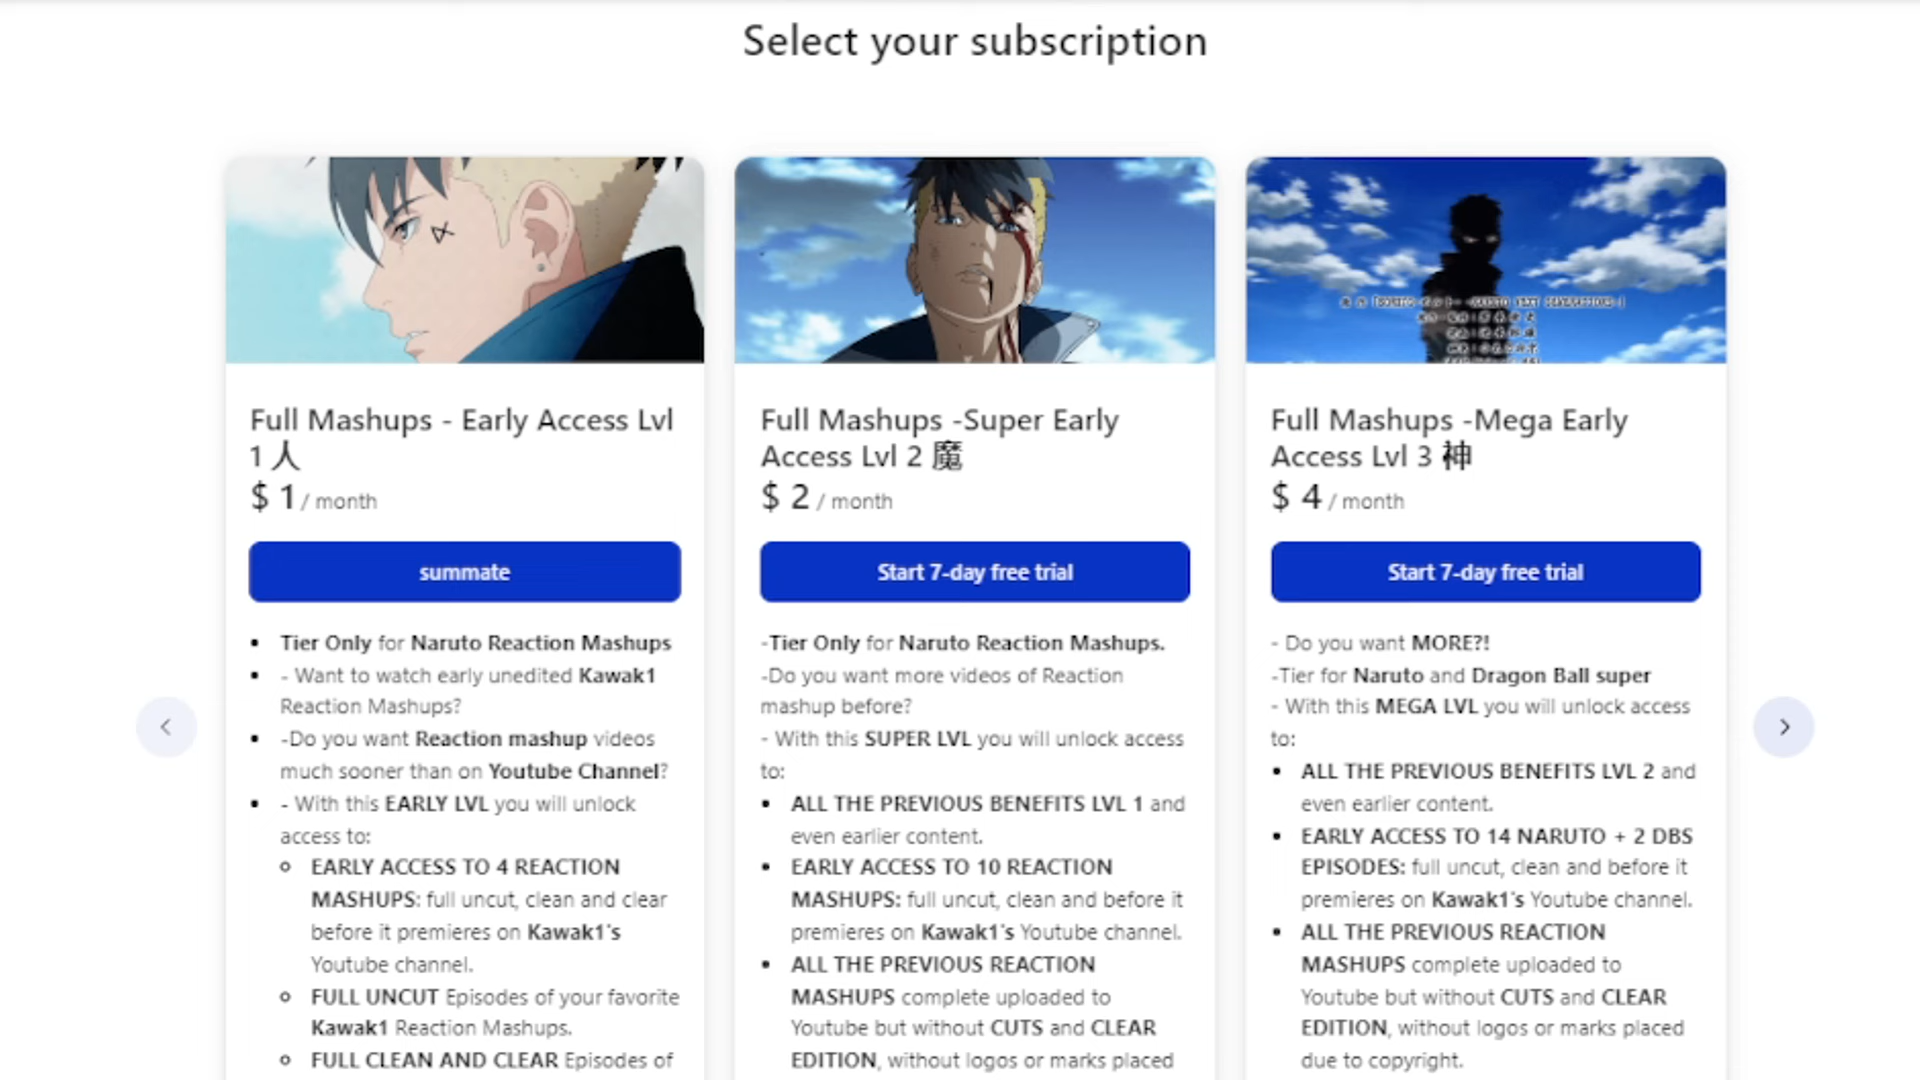 Select your subscription
Full Mashups - Early Access Lvl
1 人
$ 1 / month
summate
• Tier Only for Naruto Reaction Mashups
• - Want to watch early unedited Kawak1
Reaction Mashups?
• -Do you want Reaction mashup videos
much sooner than on Youtube Channel?
• - With this EARLY LVL you will unlock
access to:
○ EARLY ACCESS TO 4 REACTION
MASHUPS: full uncut, clean and clear
before it premieres on Kawak1's
Youtube channel.
○ FULL UNCUT Episodes of your favorite
Kawak1 Reaction Mashups.
○ FULL CLEAN AND CLEAR Episodes of
Full Mashups -Super Early
Access Lvl 2 魔
$ 2 / month
Start 7-day free trial
-Tier Only for Naruto Reaction Mashups.
-Do you want more videos of Reaction
mashup before?
- With this SUPER LVL you will unlock access
to:
• ALL THE PREVIOUS BENEFITS LVL 1 and
even earlier content.
• EARLY ACCESS TO 10 REACTION
MASHUPS: full uncut, clean and before it
premieres on Kawak1's Youtube channel.
• ALL THE PREVIOUS REACTION
MASHUPS complete uploaded to
Youtube but without CUTS and CLEAR
EDITION, without logos or marks placed
Full Mashups -Mega Early
Access Lvl 3 神
$ 4 / month
Start 7-day free trial
- Do you want MORE?!
-Tier for Naruto and Dragon Ball super
- With this MEGA LVL you will unlock access
to:
• ALL THE PREVIOUS BENEFITS LVL 2 and
even earlier content.
• EARLY ACCESS TO 14 NARUTO + 2 DBS
EPISODES: full uncut, clean and before it
premieres on Kawak1's Youtube channel.
• ALL THE PREVIOUS REACTION
MASHUPS complete uploaded to
Youtube but without CUTS and CLEAR
EDITION, without logos or marks placed
due to copyright.